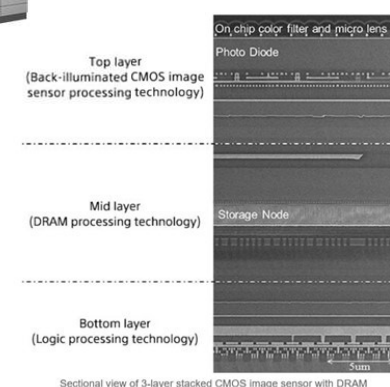 On chip color filter and micro lens
Photo Diode
Top layer
(Back-illuminated CMOS image
sensor processing technology)
Mid layer
(DRAM processing technology)
Storage Node
Bottom layer
(Logic processing technology)
5um
Sectional view of 3-layer stacked CMOS image sensor with DRAM